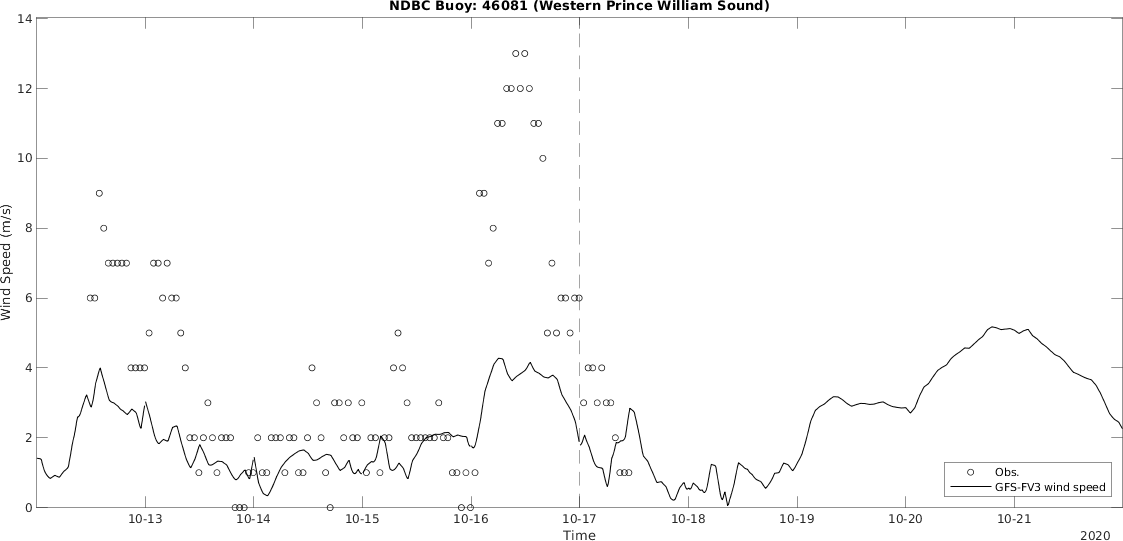 NDBC Buoy: 46081 (Western Prince William Sound)
14
12
10
8
6
4
2
0
Wind Speed (m/s)
10-13 10-14 10-15 10-16 10-17 10-18 10-19 10-20 10-21
Time
2020
Obs.
GFS-FV3 wind speed